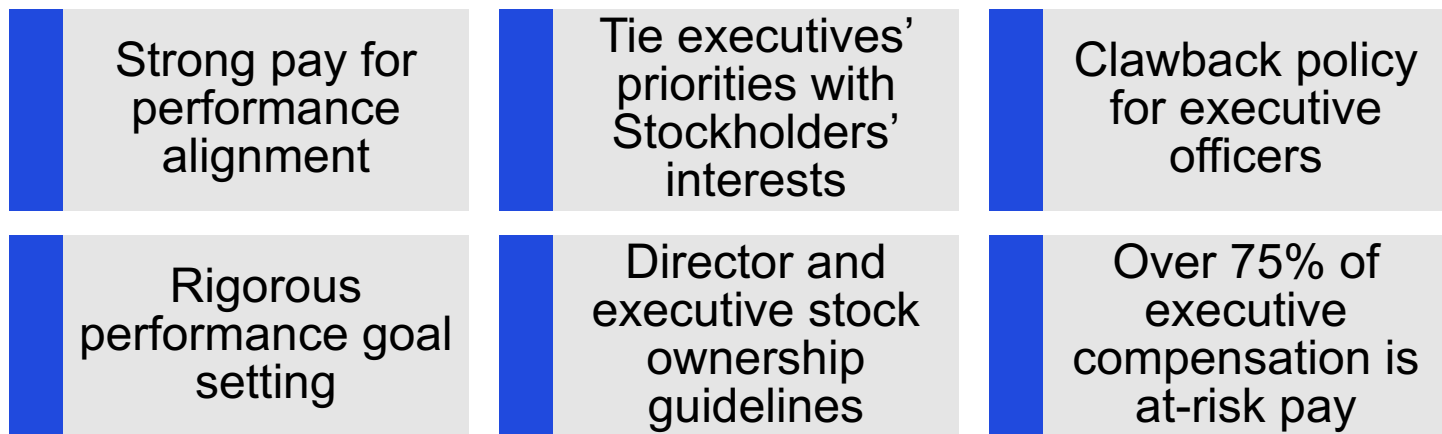 Strong pay for
performance
alignment
Tie executives’
priorities with
Stockholders’
interests
Clawback policy
for executive
officers
Rigorous
performance goal
setting
Director and
executive stock
ownership
guidelines
Over 75% of
executive
compensation is
at-risk pay